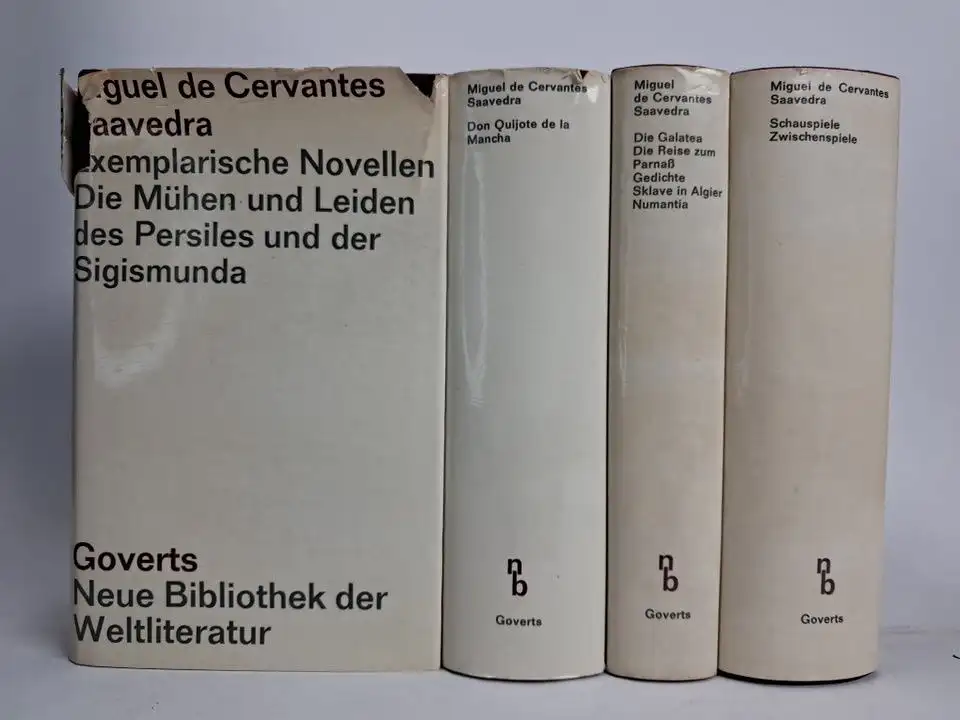 guel de Cervantes
aavedra
xemplarische Novellen
Die Mühen und Leiden
des Persiles und der
Sigismunda
Goverts
Neue Bibliothek der
Weltliteratur
Miguel de Cervantes
Saavedra
Don Quijote de la
Mancha
nb
Goverts
Miguel
de Cervantes
Saavedra
Die Galatea
Die Reise zum
Parnaß
Gedichte
Sklave in Algier
Numantia
nb
Goverts
Miguel de Cervantes
Saavedra
Schauspiele
Zwischenspiele
nb
Goverts